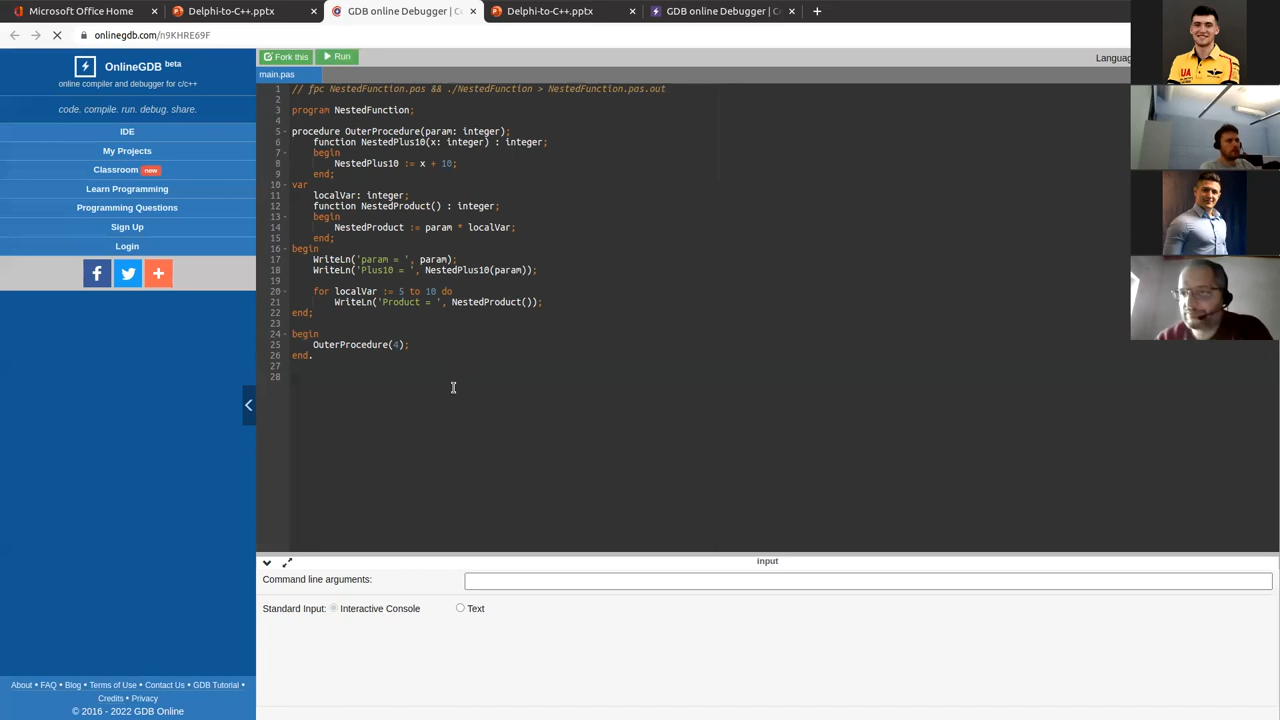 Microsoft Office Home
Delphi-to-C++.pptx
GDB online Debugger | C
Delphi-to-C++.pptx
GDB online Debugger | C
onlinegdb.com/n9KHRE69F
OnlineGDB beta
online compiler and debugger for c/c++
code. compile. run. debug. share.
IDE
My Projects
Classroom new
Learn Programming
Programming Questions
Sign Up
Login
About • FAQ • Blog • Terms of Use • Contact Us • GDB Tutorial •
Credits • Privacy
© 2016 - 2022 GDB Online
Fork this
Run
Languag
main.pas
1 // fpc NestedFunction.pas && ./NestedFunction > NestedFunction.pas.out
2
3 program NestedFunction;
4
5 procedure OuterProcedure(param: integer);
6 function NestedPlus10(x: integer) : integer;
7 begin
8 NestedPlus10 := x + 10;
9 end;
10 var
11 localVar: integer;
12 function NestedProduct() : integer;
13 begin
14 NestedProduct := param * localVar;
15 end;
16 begin
17 WriteLn('param = ', param);
18 WriteLn('Plus10 = ', NestedPlus10(param));
19
20 for localVar := 5 to 10 do
21 WriteLn('Product = ', NestedProduct());
22 end;
23
24 begin
25 OuterProcedure(4);
26 end.
27
28
input
Command line arguments:
Standard Input: Interactive Console Text
UA